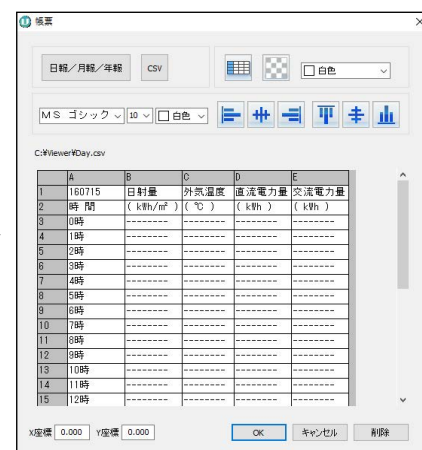 帳票
日報/月報/年報 CSV 白色
MS ゴシック 10 白色
C:¥Viewer¥Day.csv
A B C D E
1 160715 日射量 外気温度 直流電力量 交流電力量
2 時 間 ( kWh/m² ) ( ℃ ) ( kWh ) ( kWh )
3 0時 -------- -------- -------- --------
4 1時 -------- -------- -------- --------
5 2時 -------- -------- -------- --------
6 3時 -------- -------- -------- --------
7 4時 -------- -------- -------- --------
8 5時 -------- -------- -------- --------
9 6時 -------- -------- -------- --------
10 7時 -------- -------- -------- --------
11 8時 -------- -------- -------- --------
12 9時 -------- -------- -------- --------
13 10時 -------- -------- -------- --------
14 11時 -------- -------- -------- --------
15 12時 -------- -------- -------- --------
X座標 0.000 Y座標 0.000 OK キャンセル 削除